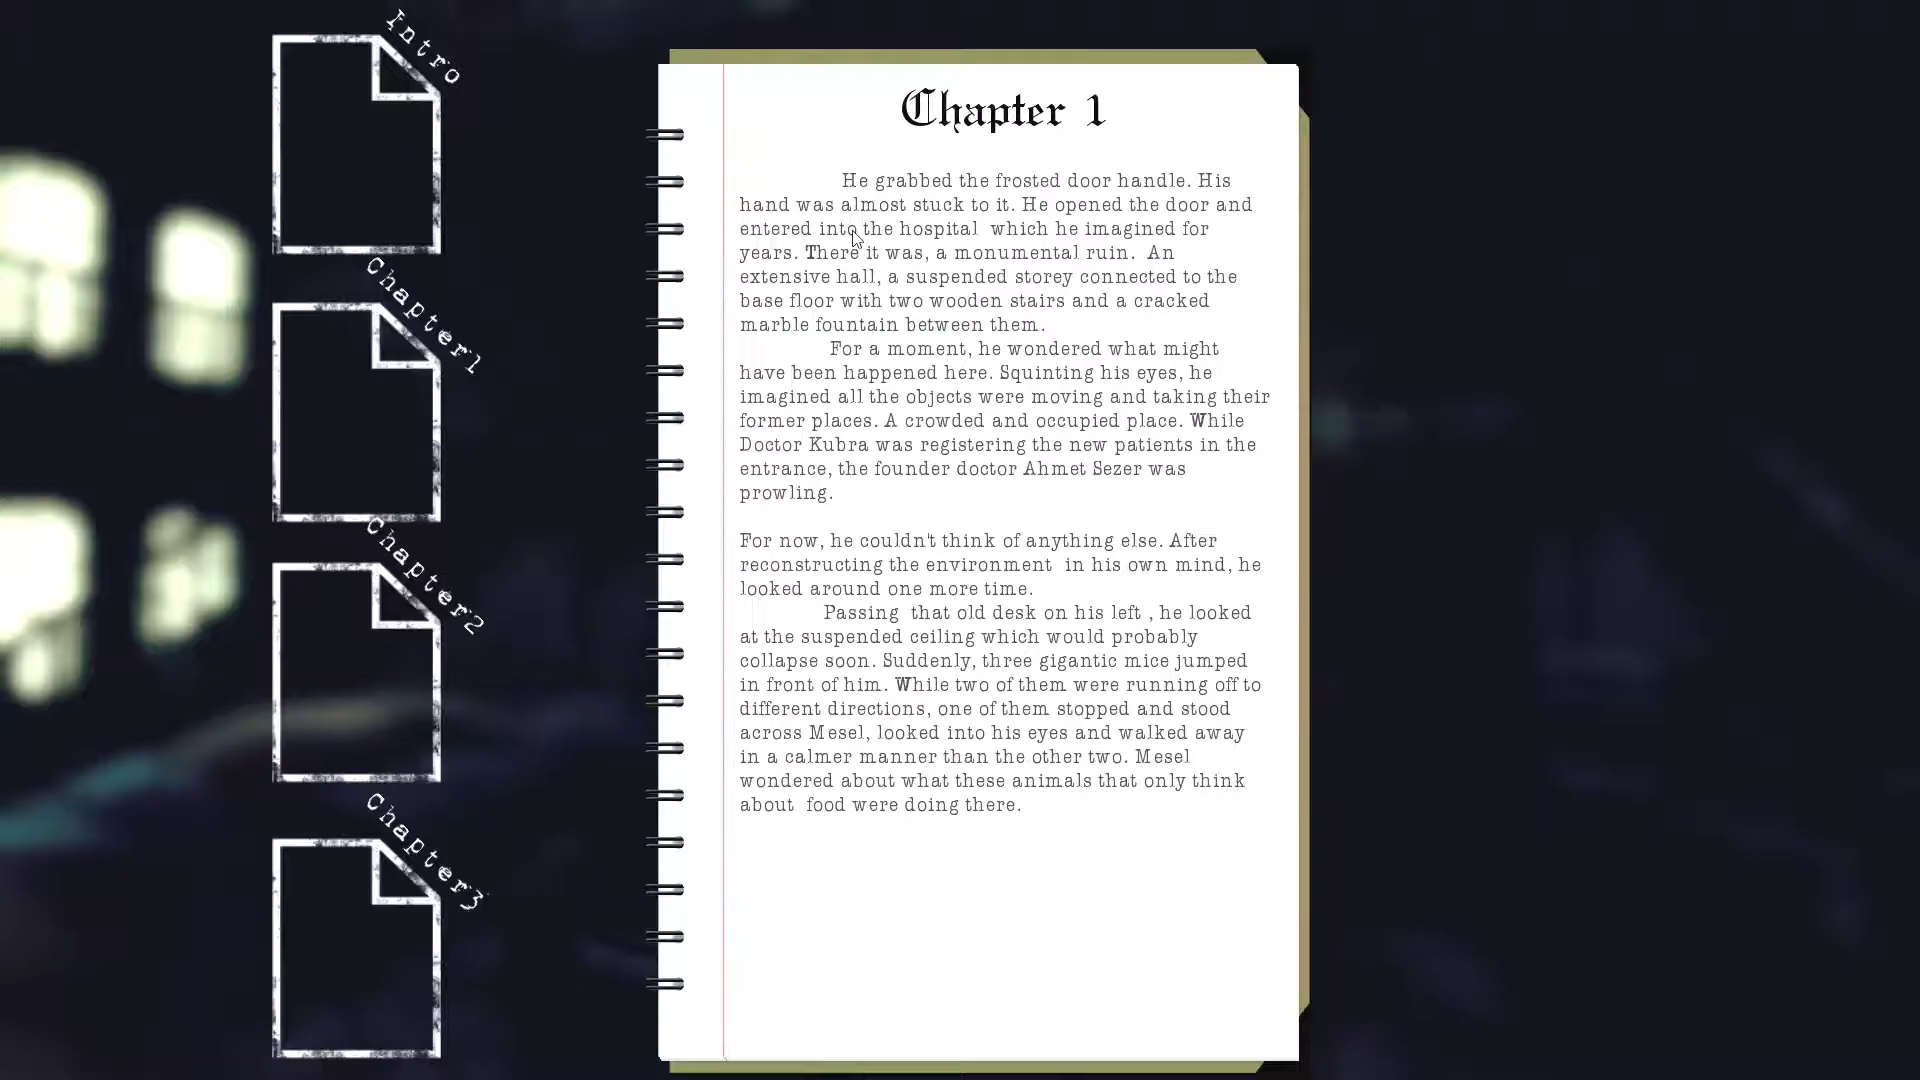 Intro
Chapter1
Chapter2
Chapter3
Chapter 1
He grabbed the frosted door handle. His
hand was almost stuck to it. He opened the door and
entered into the hospital which he imagined for
years. There it was, a monumental ruin. An
extensive hall, a suspended storey connected to the
base floor with two wooden stairs and a cracked
marble fountain between them.
For a moment, he wondered what might
have been happened here. Squinting his eyes, he
imagined all the objects were moving and taking their
former places. A crowded and occupied place. While
Doctor Kubra was registering the new patients in the
entrance, the founder doctor Ahmet Sezer was
prowling.
For now, he couldn't think of anything else. After
reconstructing the environment in his own mind, he
looked around one more time.
Passing that old desk on his left , he looked
at the suspended ceiling which would probably
collapse soon. Suddenly, three gigantic mice jumped
in front of him. While two of them were running off to
different directions, one of them stopped and stood
across Mesel, looked into his eyes and walked away
in a calmer manner than the other two. Mesel
wondered about what these animals that only think
about food were doing there.